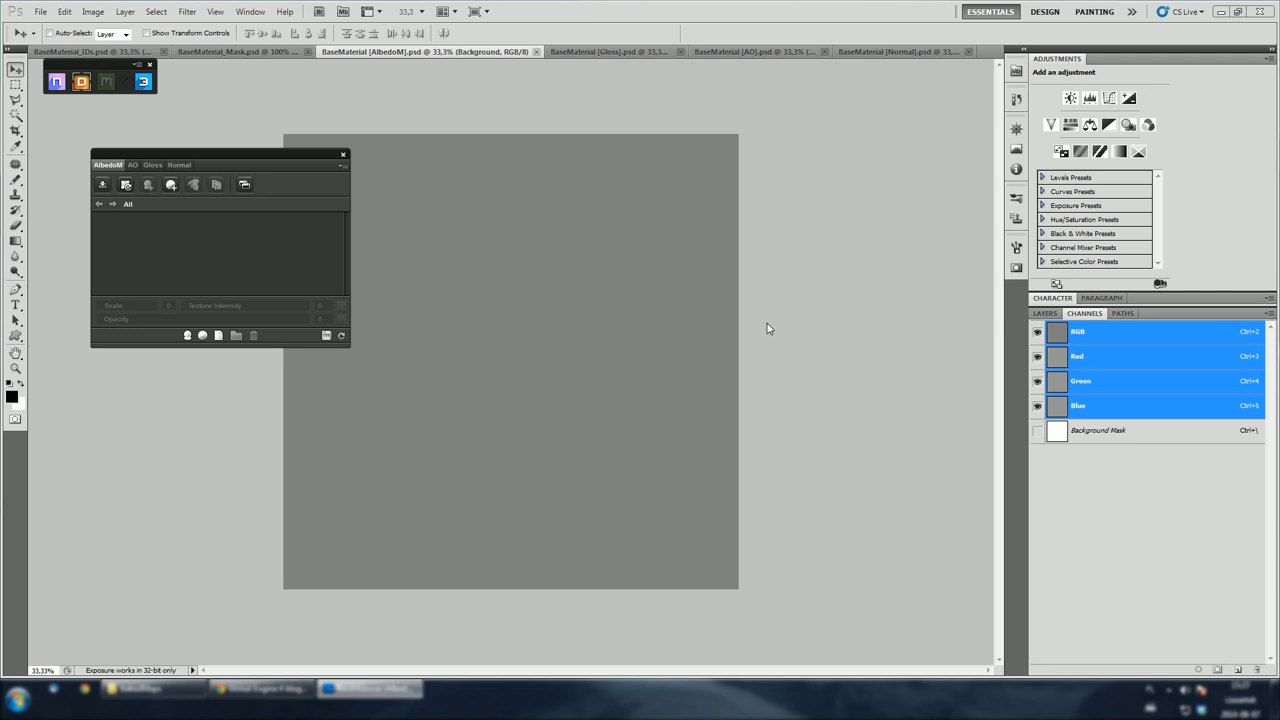 Ps File Edit Image Layer Select Filter View Window Help Br Mb 33,3 ESSENTIALS DESIGN PAINTING CS Live
Auto-Select: Layer Show Transform Controls
BaseMaterial_IDs.psd @ 33,3% (... BaseMaterial_Mask.psd @ 100% ... BaseMaterial [AlbedoM].psd @ 33,3% (Background, RGB/8) BaseMaterial [Gloss].psd @ 33,3... BaseMaterial [AO].psd @ 33,3% (... BaseMaterial [Normal].psd @ 33,...
ADJUSTMENTS
Add an adjustment
n D m 3
AlbedoM AO Gloss Normal
All
Scale 0 Texture Intensity 0
Opacity
Levels Presets
Curves Presets
Exposure Presets
Hue/Saturation Presets
Black & White Presets
Channel Mixer Presets
Selective Color Presets
CHARACTER PARAGRAPH
LAYERS CHANNELS PATHS
RGB Ctrl+2
Red Ctrl+3
Green Ctrl+4
Blue Ctrl+5
Background Mask Ctrl+\
33,33% Exposure works in 32-bit only